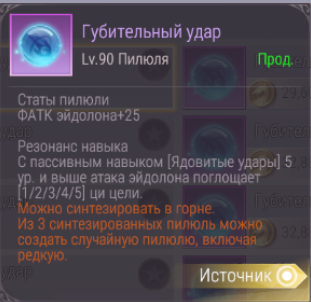 Губительный удар
Lv.90 Пилюля
Прод.
Статы пилюли
ФАТК эйдолона+25
Резонанс навыка
С пассивным навыком [Ядовитые удары] 5
ур. и выше атака эйдолона поглощает
[1/2/3/4/5] ци цели.
Можно синтезировать в горне.
Из 3 синтезированных пилюль можно
создать случайную пилюлю, включая
редкую.
Источник